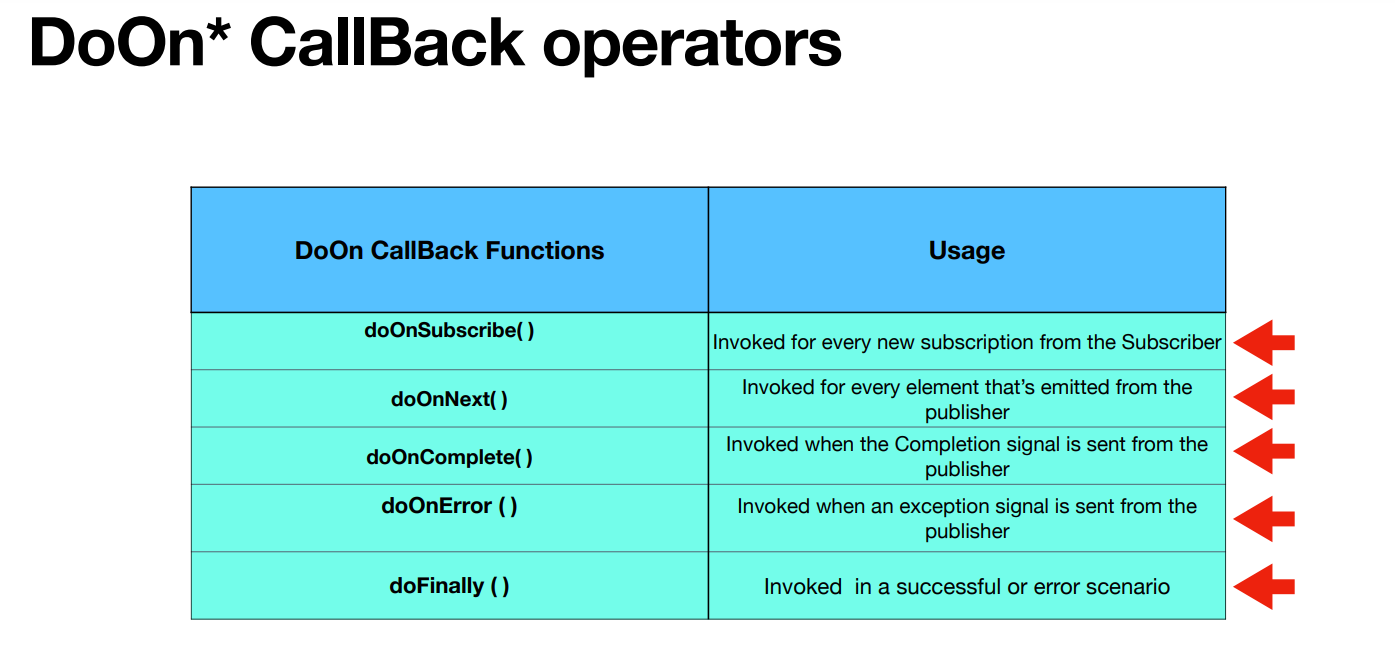 DoOn* CallBack operators
DoOn CallBack Functions
Usage
doOnSubscribe( )
Invoked for every new subscription from the Subscriber
doOnNext( )
Invoked for every element that’s emitted from the
publisher
doOnComplete( )
Invoked when the Completion signal is sent from the
publisher
doOnError ( )
Invoked when an exception signal is sent from the
publisher
doFinally ( )
Invoked  in a successful or error scenario